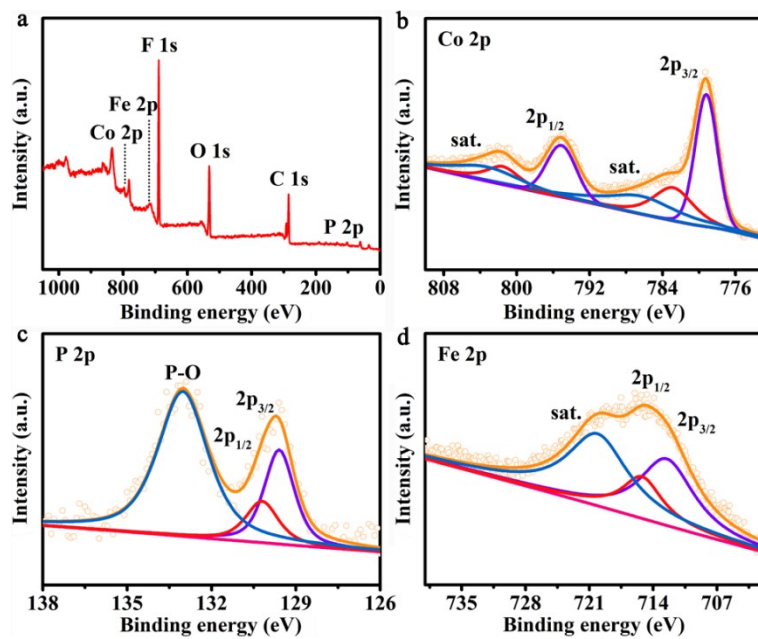 a
F 1s
Fe 2p
Co 2p
O 1s
C 1s
P 2p
Intensity (a.u.)
1000 800 600 400 200 0
Binding energy (eV)
b
Co 2p
2p3/2
2p1/2
sat.
sat.
Intensity (a.u.)
808 800 792 784 776
Binding energy (eV)
c
P 2p
P-O
2p3/2
2p1/2
Intensity (a.u.)
138 135 132 129 126
Binding energy (eV)
d
Fe 2p
2p1/2
sat.
2p3/2
Intensity (a.u.)
735 728 721 714 707
Binding energy (eV)